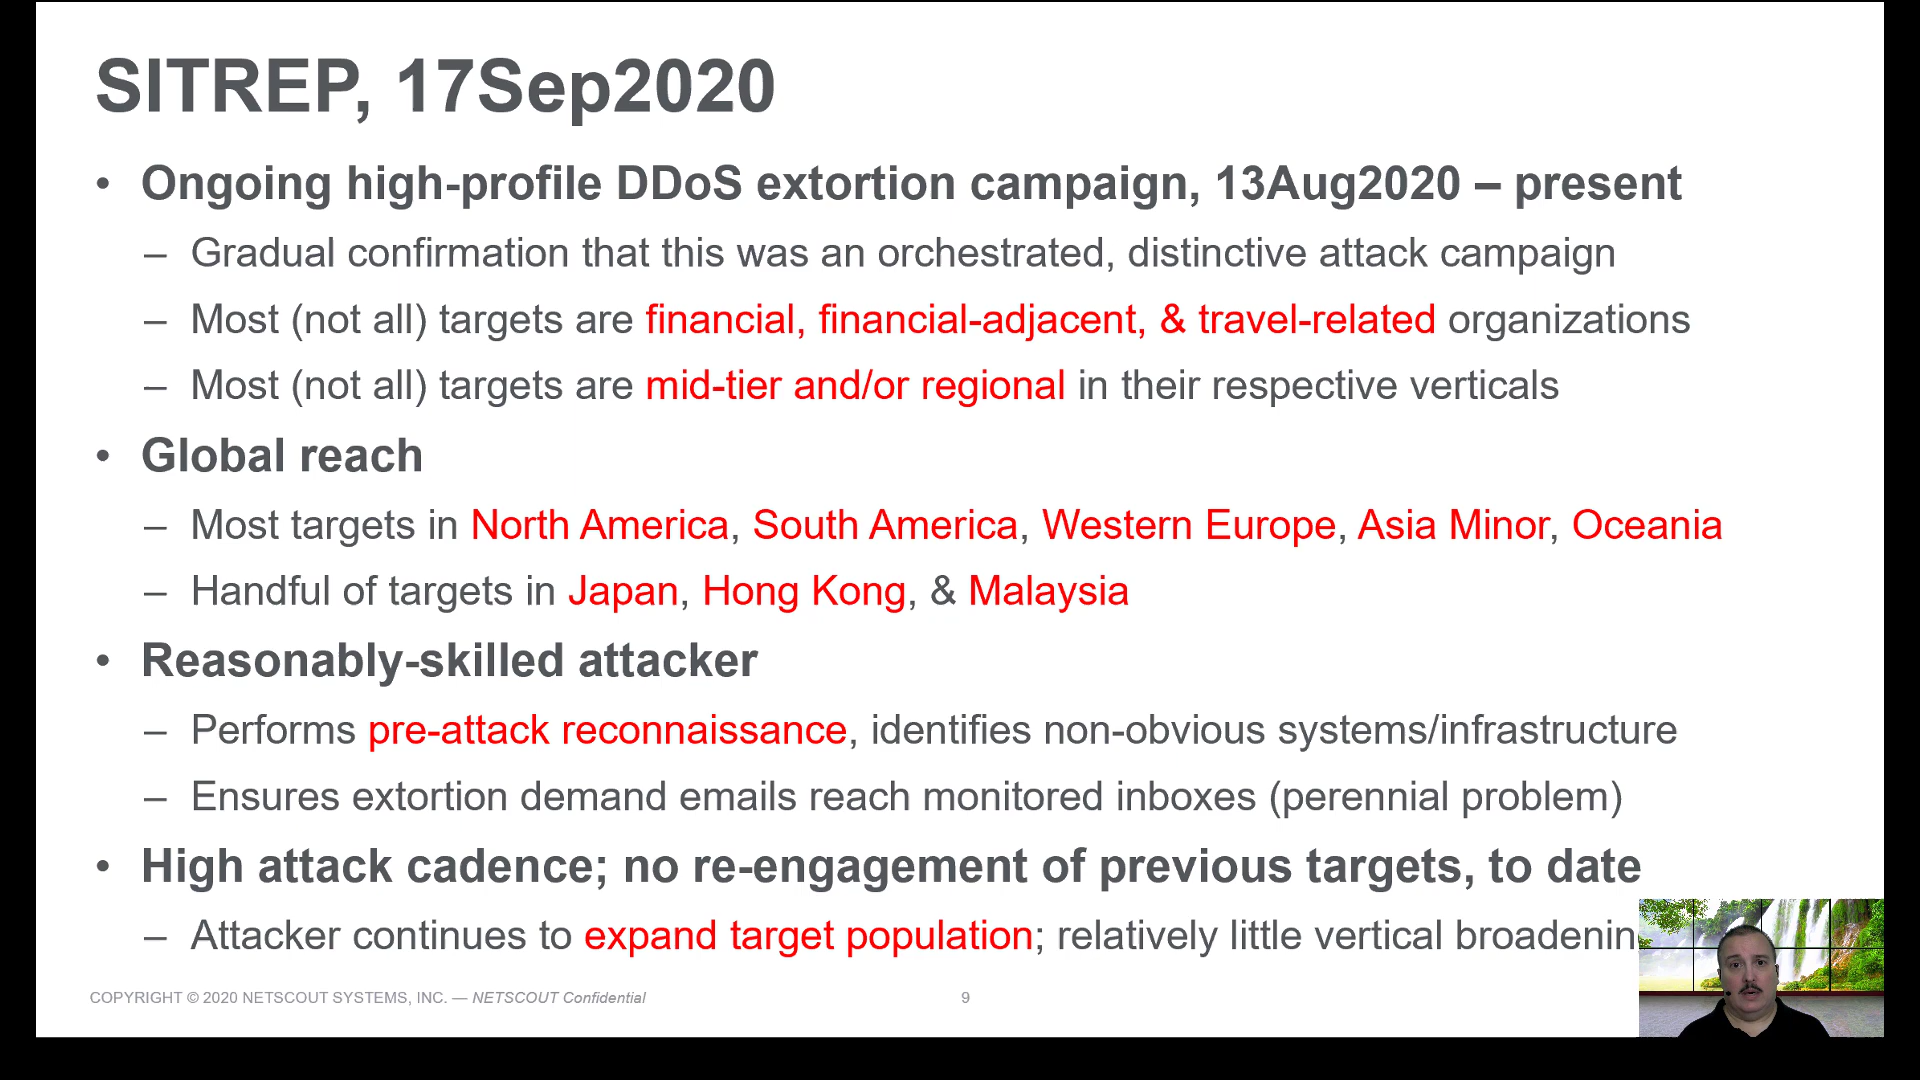 SITREP, 17Sep2020
• Ongoing high-profile DDoS extortion campaign, 13Aug2020 – present
– Gradual confirmation that this was an orchestrated, distinctive attack campaign
– Most (not all) targets are financial, financial-adjacent, & travel-related organizations
– Most (not all) targets are mid-tier and/or regional in their respective verticals
• Global reach
– Most targets in North America, South America, Western Europe, Asia Minor, Oceania
– Handful of targets in Japan, Hong Kong, & Malaysia
• Reasonably-skilled attacker
– Performs pre-attack reconnaissance, identifies non-obvious systems/infrastructure
– Ensures extortion demand emails reach monitored inboxes (perennial problem)
• High attack cadence; no re-engagement of previous targets, to date
– Attacker continues to expand target population; relatively little vertical broadenin
COPYRIGHT © 2020 NETSCOUT SYSTEMS, INC. — NETSCOUT Confidential 9